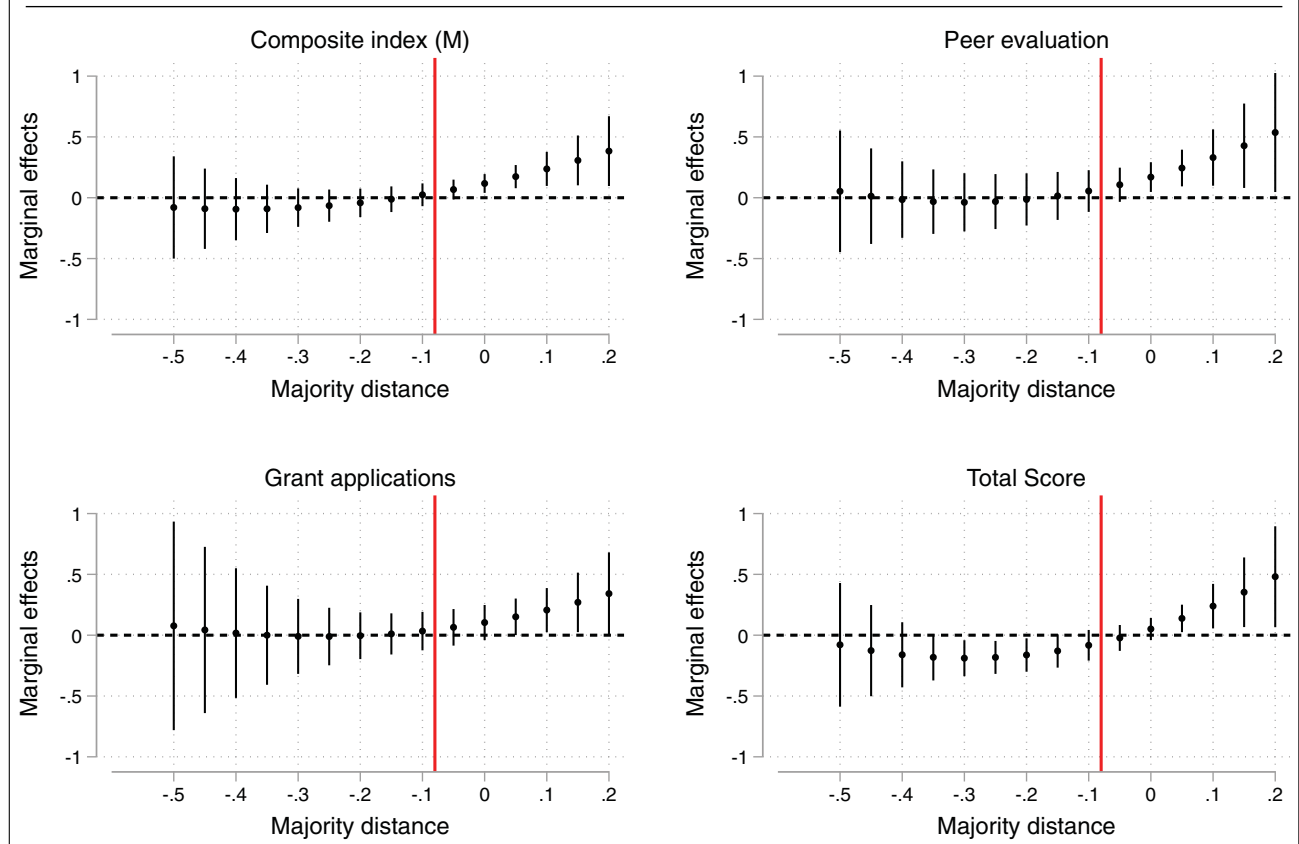 Composite index (M)
Marginal effects
1
.5
0
-.5
-1
-.5 -.4 -.3 -.2 -.1 0 .1 .2
Majority distance
Peer evaluation
Marginal effects
1
.5
0
-.5
-1
-.5 -.4 -.3 -.2 -.1 0 .1 .2
Majority distance
Grant applications
Marginal effects
1
.5
0
-.5
-1
-.5 -.4 -.3 -.2 -.1 0 .1 .2
Majority distance
Total Score
Marginal effects
1
.5
0
-.5
-1
-.5 -.4 -.3 -.2 -.1 0 .1 .2
Majority distance